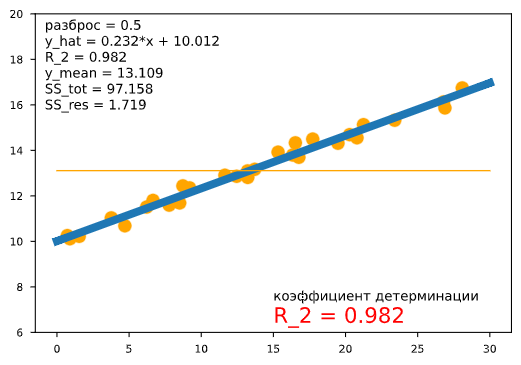 разброс = 0.5
y_hat = 0.232*x + 10.012
R_2 = 0.982
y_mean = 13.109
SS_tot = 97.158
SS_res = 1.719
20
18
16
14
12
10
8
6
коэффициент детерминации
R_2 = 0.982
0 5 10 15 20 25 30